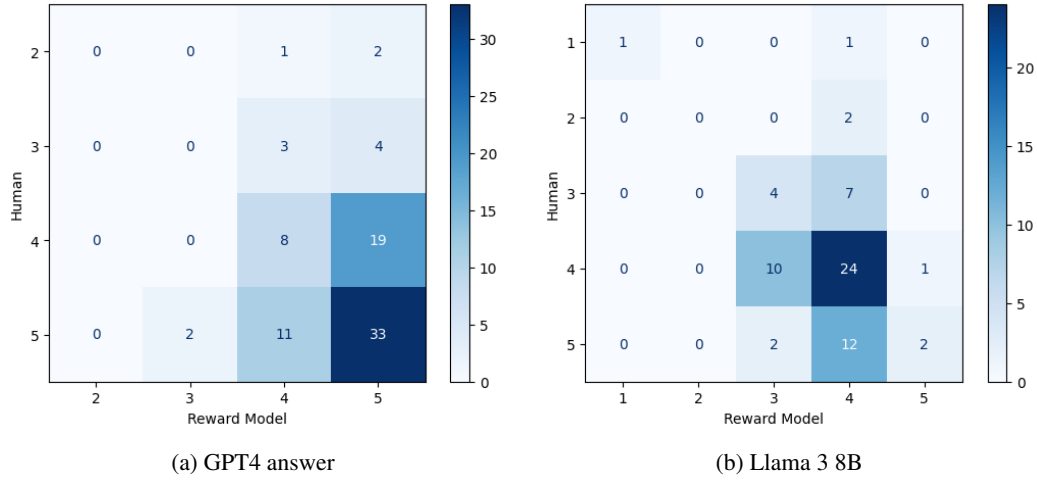 2 0 0 1 2
3 0 0 3 4
4 0 0 8 19
5 0 2 11 33
2 3 4 5
Human
Reward Model
30
25
20
15
10
5
0
(a) GPT4 answer
1 1 0 0 1 0
2 0 0 0 2 0
3 0 0 4 7 0
4 0 0 10 24 1
5 0 0 2 12 2
1 2 3 4 5
Human
Reward Model
20
15
10
5
0
(b) Llama 3 8B